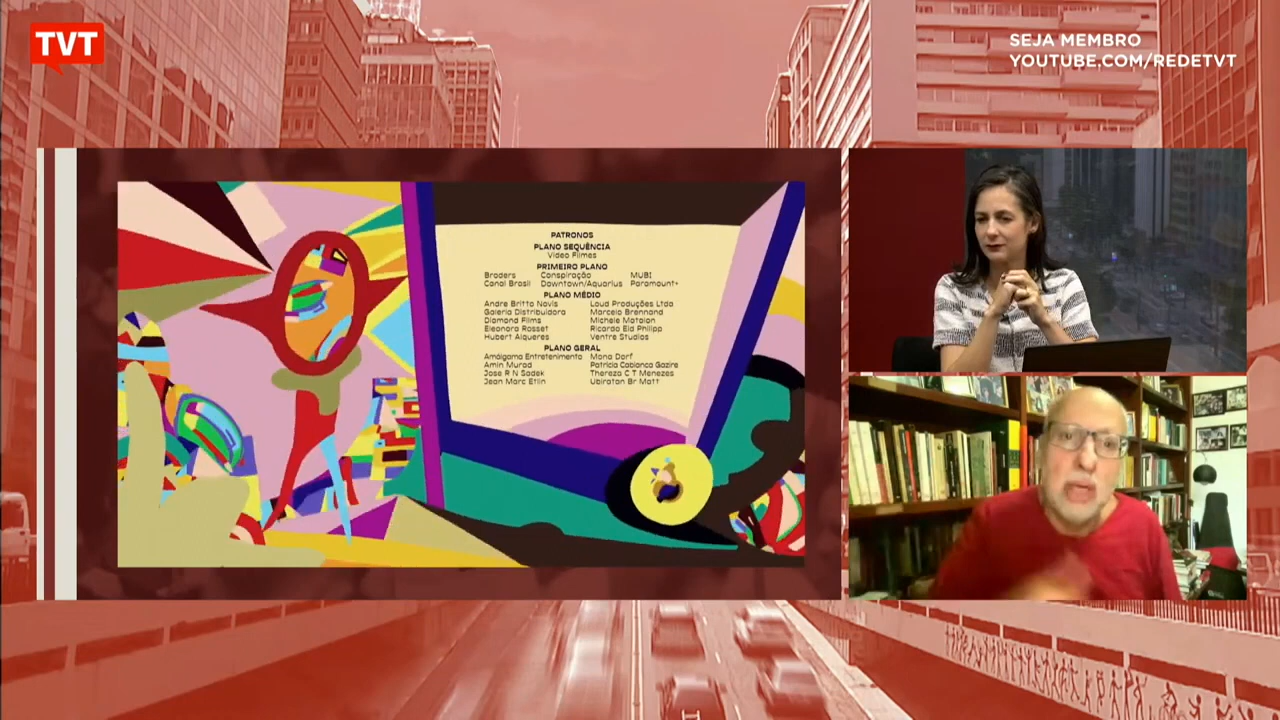 TVT
SEJA MEMBRO
YOUTUBE.COM/REDETVT
PATRONOS
PLANO SEQUÊNCIA
Video Filmes
PRIMEIRO PLANO
Broders Conspiração MUBI
Canal Brasil Downtown/Aquarius Paramount+
PLANO MÉDIO
Andre Britto Novis Loud Produções Ltda
Galeria Distribuidora Marcelo Brennand
Diamond Films Michele Matalon
Eleonora Rosset Ricardo Eid Philipp
Hubert Alqueres Ventre Studios
PLANO GERAL
Amálgama Entretenimento Mona Dorf
Amin Murad Patricia Cobianca Gazire
Jose R N Sadek Thereza C T Menezes
Jean Marc Etlin Ubiratan Br Matt